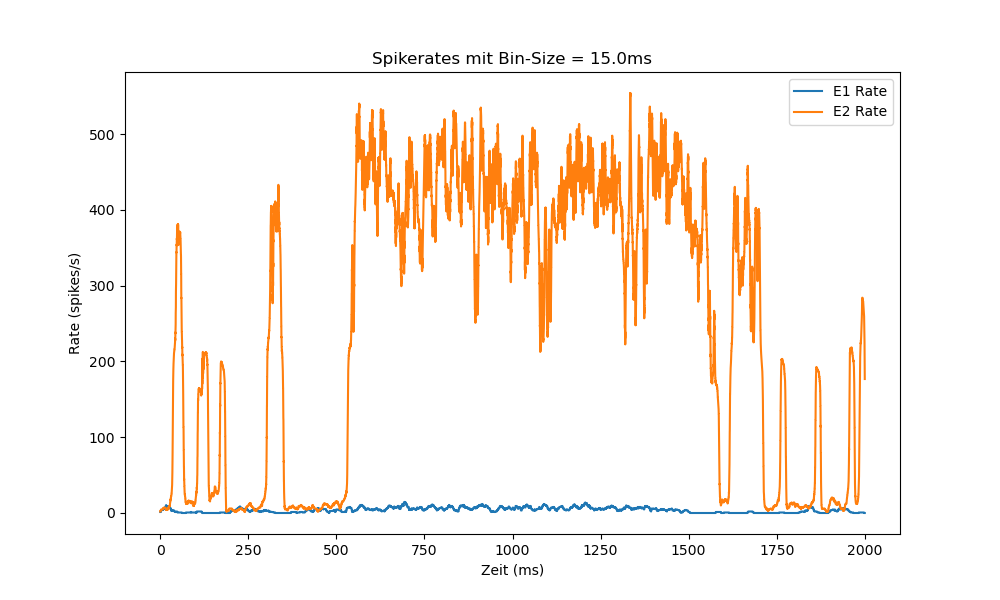 Spikerates mit Bin-Size = 15.0ms
E1 Rate
E2 Rate
Rate (spikes/s)
500
400
300
200
100
0
0 250 500 750 1000 1250 1500 1750 2000
Zeit (ms)